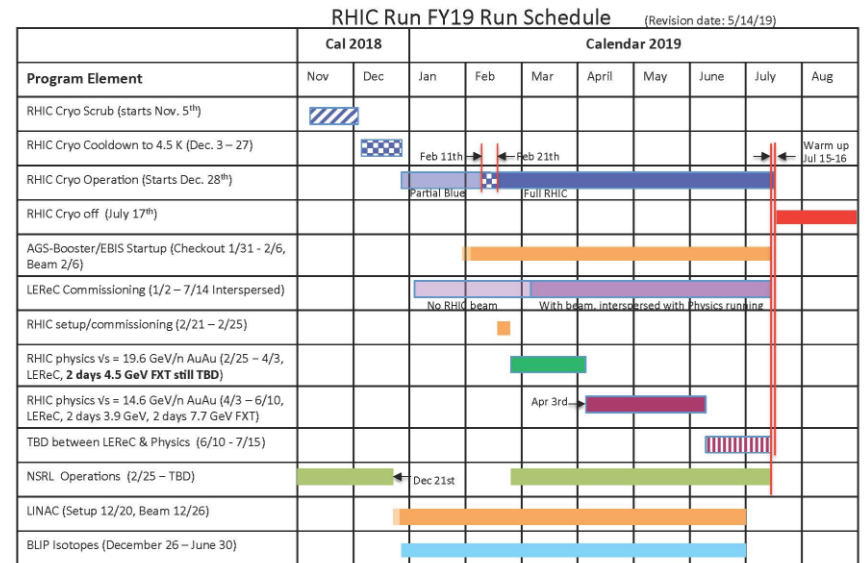 RHIC Run FY19 Run Schedule (Revision date: 5/14/19)
Cal 2018 Calendar 2019
Program Element Nov Dec Jan Feb Mar April May June July Aug
RHIC Cryo Scrub (starts Nov. 5th)
RHIC Cryo Cooldown to 4.5 K (Dec. 3 – 27)
Feb 11th Feb 21th
Warm up
Jul 15-16
RHIC Cryo Operation (Starts Dec. 28th)
Partial Blue Full RHIC
RHIC Cryo off (July 17th)
AGS-Booster/EBIS Startup (Checkout 1/31 - 2/6,
Beam 2/6)
LEReC Commissioning (1/2 – 7/14 Interspersed)
No RHIC beam With beam, interspersed with Physics running
RHIC setup/commissioning (2/21 – 2/25)
RHIC physics √s = 19.6 GeV/n AuAu (2/25 – 4/3,
LEReC, 2 days 4.5 GeV FXT still TBD)
RHIC physics √s = 14.6 GeV/n AuAu (4/3 – 6/10,
LEReC, 2 days 3.9 GeV, 2 days 7.7 GeV FXT)
Apr 3rd
TBD between LEReC & Physics (6/10 - 7/15)
NSRL Operations (2/25 – TBD)
Dec 21st
LINAC (Setup 12/20, Beam 12/26)
BLIP Isotopes (December 26 – June 30)